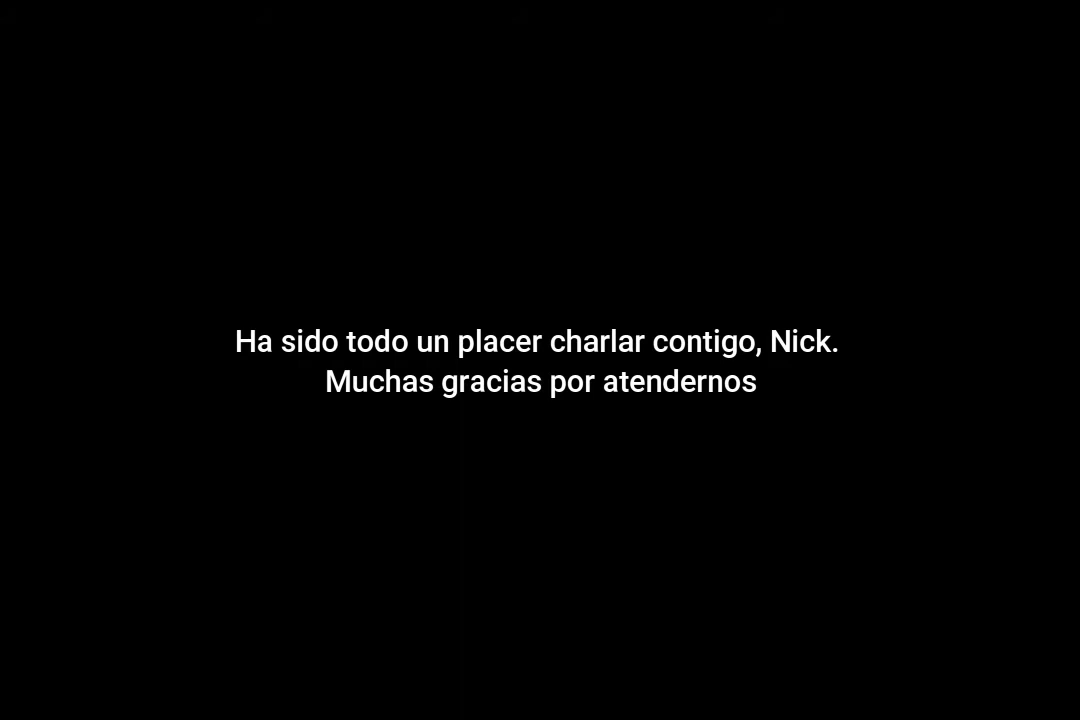 Ha sido todo un placer charlar contigo, Nick.
Muchas gracias por atendernos